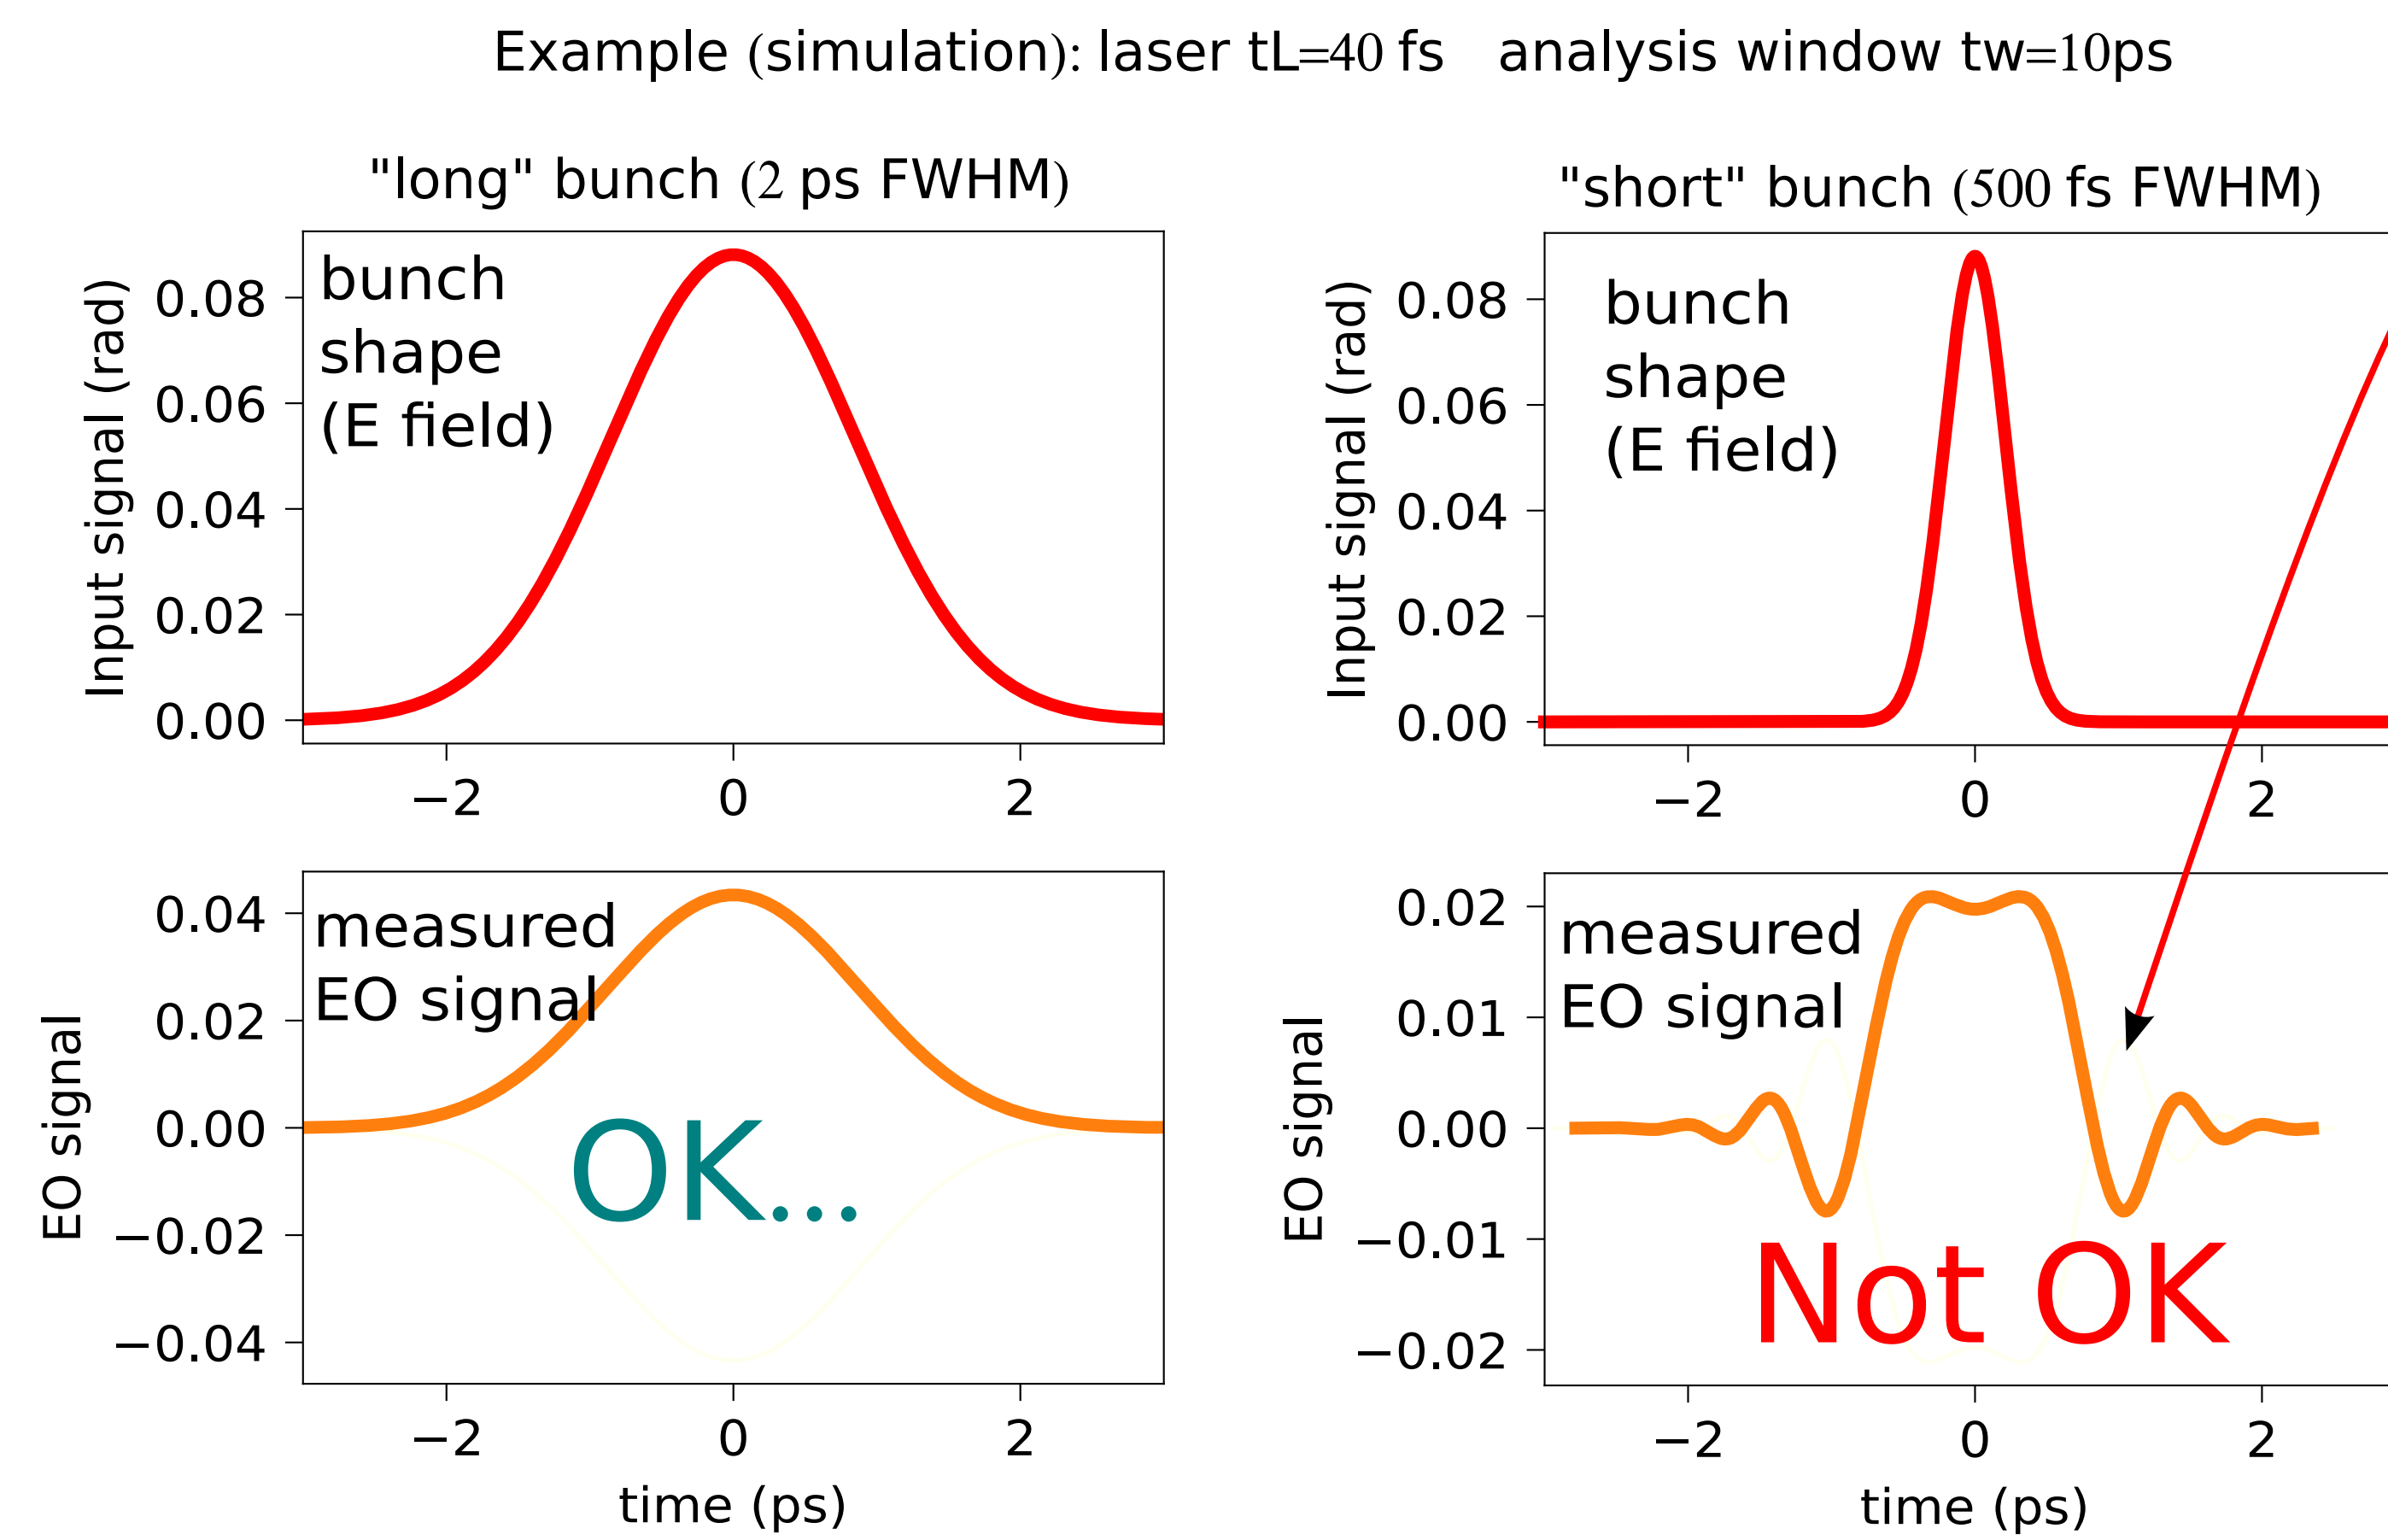 Example (simulation): laser tL=40 fs   analysis window tw=10ps
"long" bunch (2 ps FWHM)
bunch
shape
(E field)
Input signal (rad)
0.08
0.06
0.04
0.02
0.00
−2 0 2
"short" bunch (500 fs FWHM)
bunch
shape
(E field)
Input signal (rad)
0.08
0.06
0.04
0.02
0.00
−2 0 2
measured
EO signal
OK...
EO signal
0.04
0.02
0.00
−0.02
−0.04
−2 0 2
time (ps)
measured
EO signal
Not OK
EO signal
0.02
0.01
0.00
−0.01
−0.02
−2 0 2
time (ps)